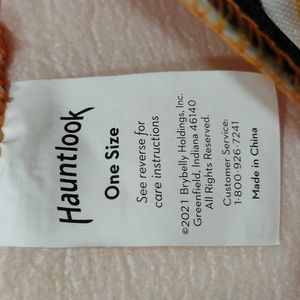 Hauntlook
One Size
See reverse for
care instructions
©2021 Brybelly Holdings, Inc.
Greenfield, Indiana 46140
All Rights Reserved.
Customer Service:
1-800-926-7241
Made in China